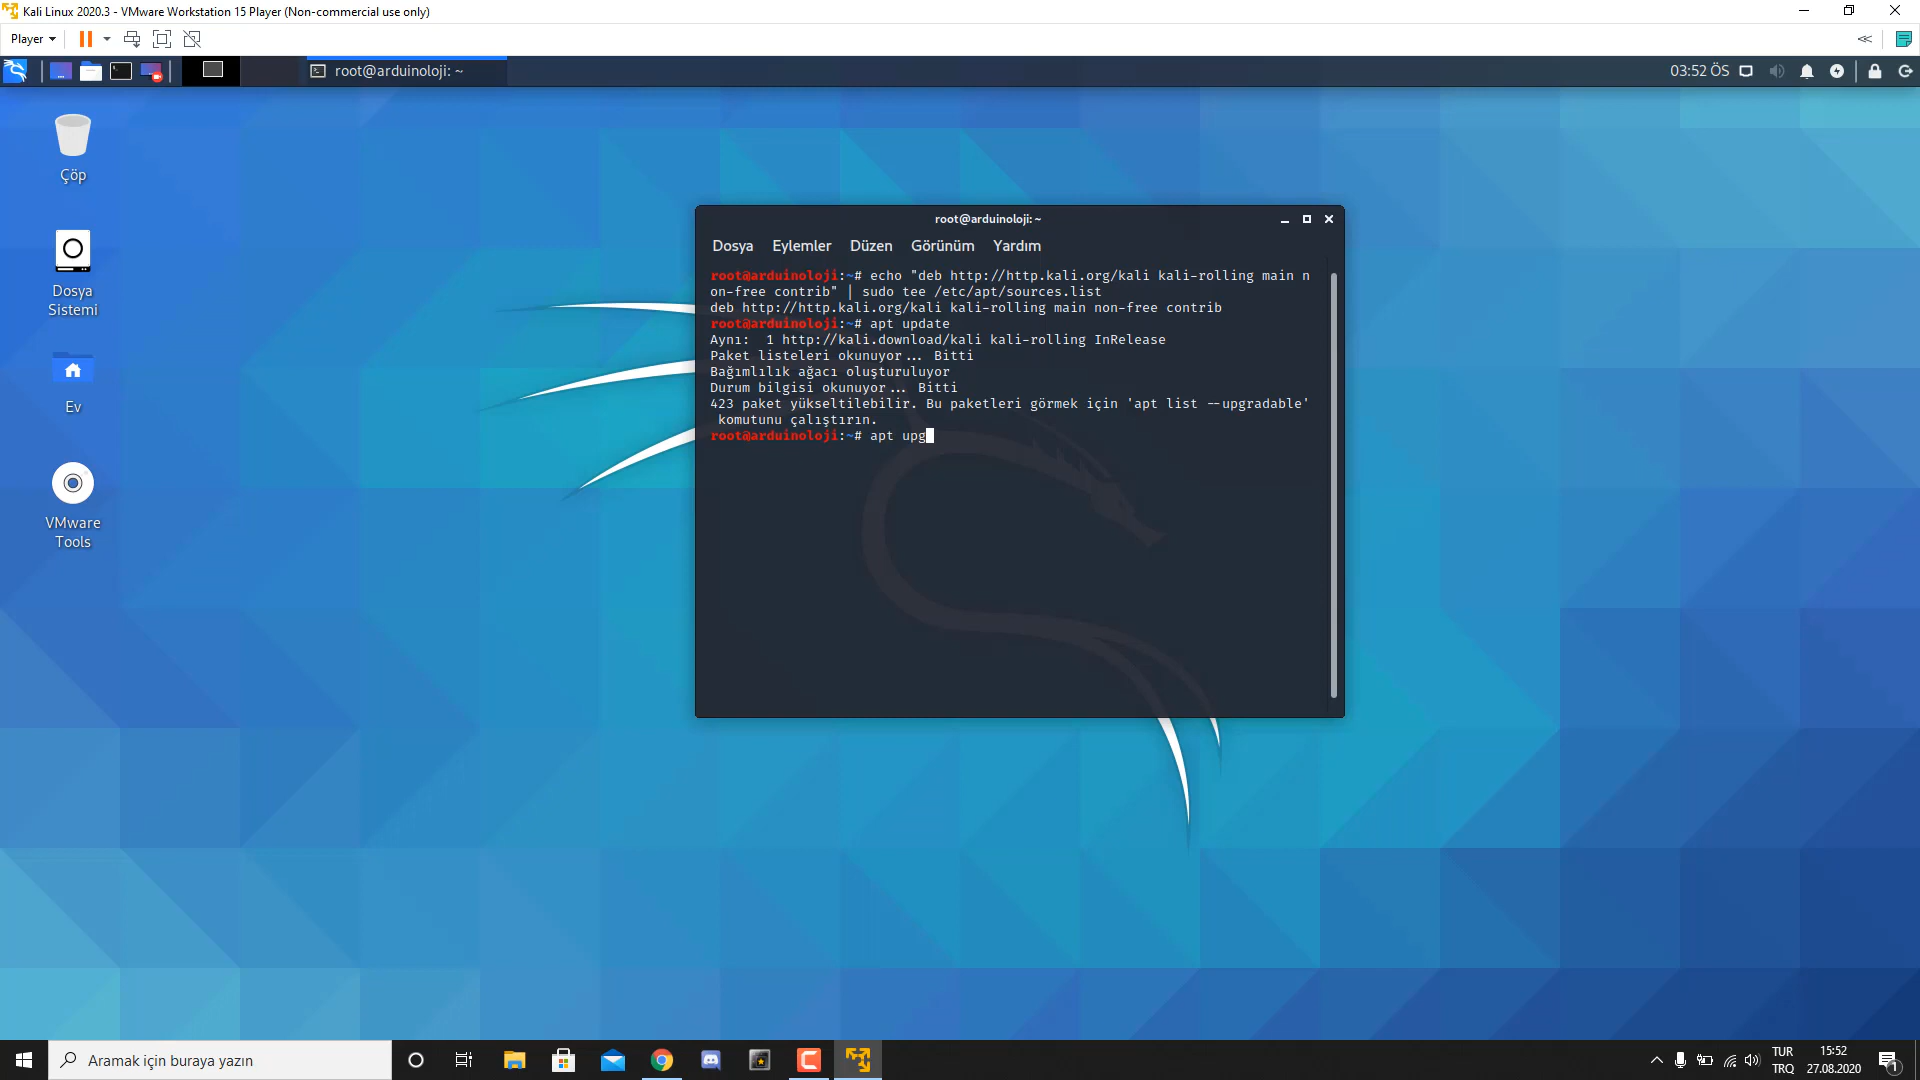 Kali Linux 2020.3 - VMware Workstation 15 Player (Non-commercial use only)
Player
root@arduinoloji: ~
03:52 ÖS
Çöp
Dosya
Sistemi
Ev
VMware
Tools
root@arduinoloji: ~
Dosya Eylemler Düzen Görünüm Yardım
root@arduinoloji:~# echo "deb http://http.kali.org/kali kali-rolling main n
on-free contrib" | sudo tee /etc/apt/sources.list
deb http://http.kali.org/kali kali-rolling main non-free contrib
root@arduinoloji:~# apt update
Aynı: 1 http://kali.download/kali kali-rolling InRelease
Paket listeleri okunuyor... Bitti
Bağımlılık ağacı oluşturuluyor
Durum bilgisi okunuyor... Bitti
423 paket yükseltilebilir. Bu paketleri görmek için 'apt list --upgradable'
komutunu çalıştırın.
root@arduinoloji:~# apt upg
Aramak için buraya yazın
TUR
TRQ
15:52
27.08.2020
1